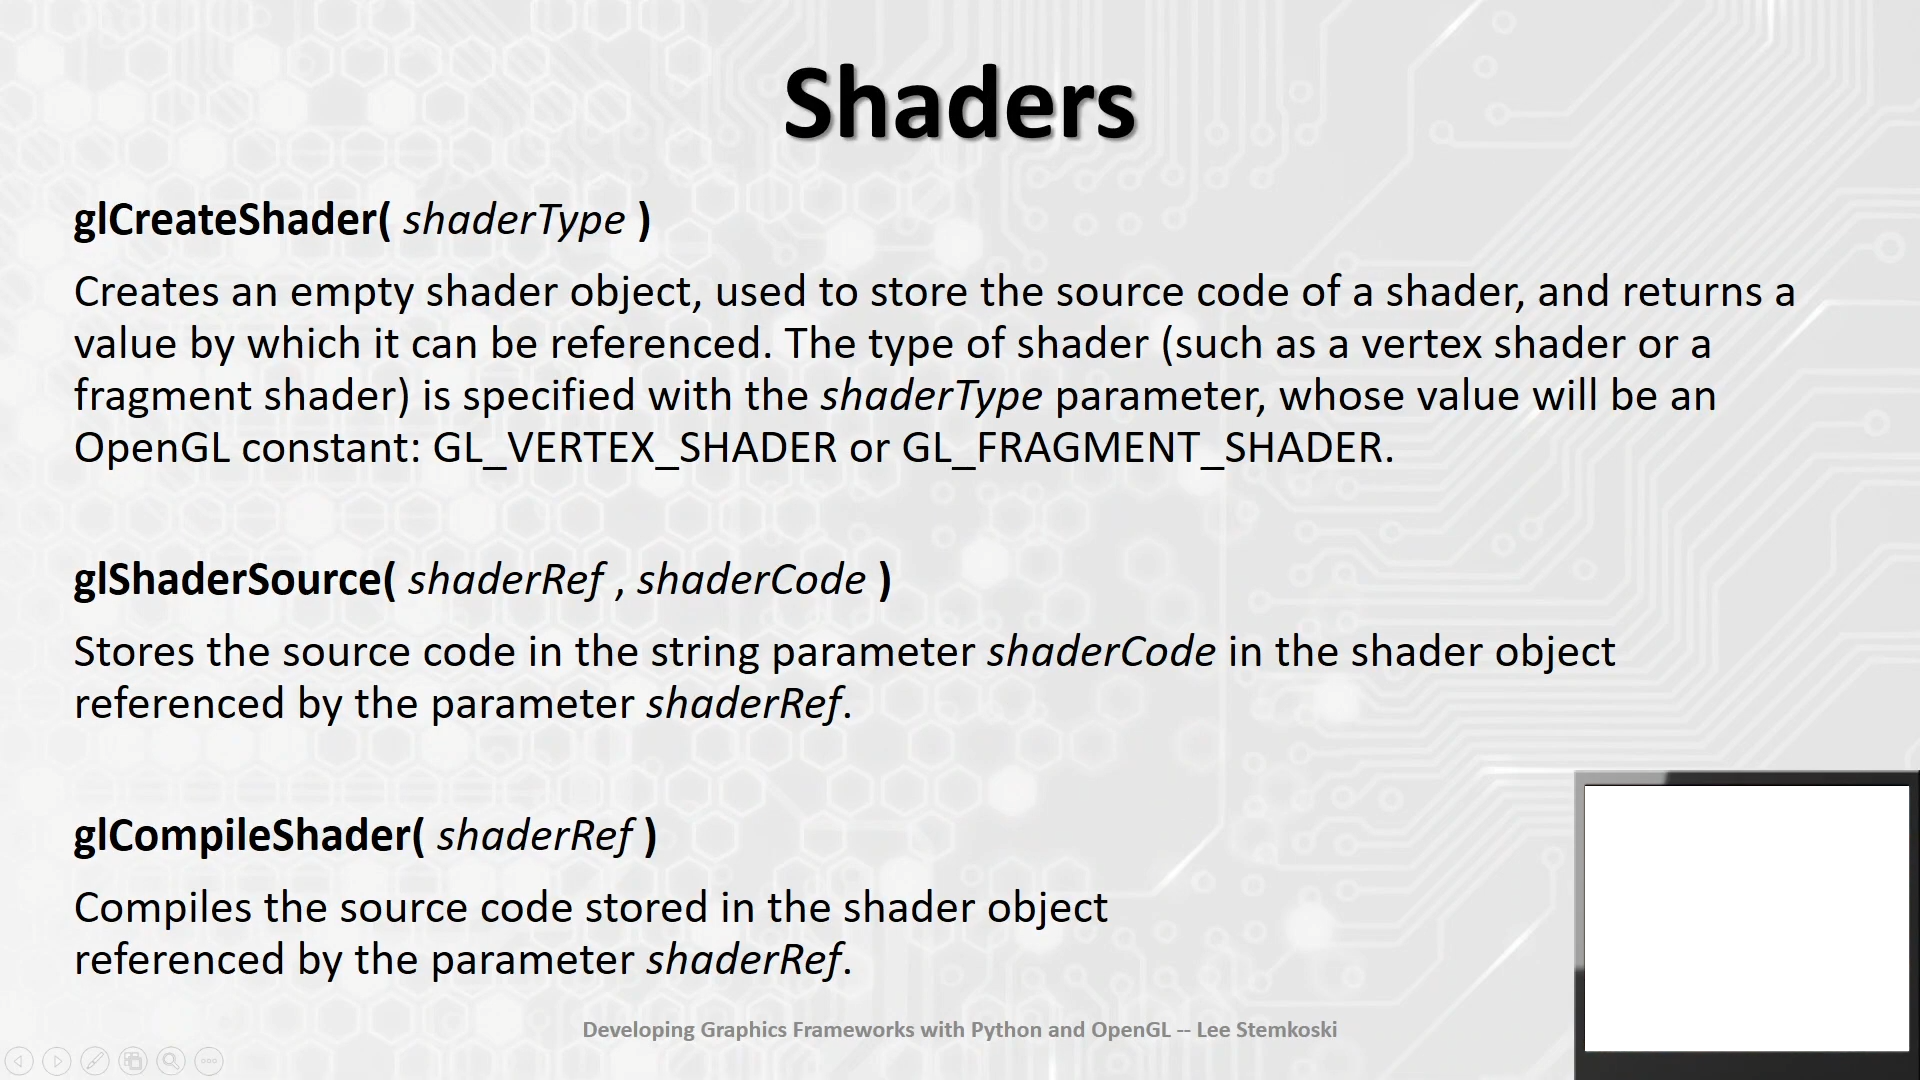 Shaders
glCreateShader( shaderType )
Creates an empty shader object, used to store the source code of a shader, and returns a
value by which it can be referenced. The type of shader (such as a vertex shader or a
fragment shader) is specified with the shaderType parameter, whose value will be an
OpenGL constant: GL_VERTEX_SHADER or GL_FRAGMENT_SHADER.
glShaderSource( shaderRef , shaderCode )
Stores the source code in the string parameter shaderCode in the shader object
referenced by the parameter shaderRef.
glCompileShader( shaderRef )
Compiles the source code stored in the shader object
referenced by the parameter shaderRef.
Developing Graphics Frameworks with Python and OpenGL -- Lee Stemkoski